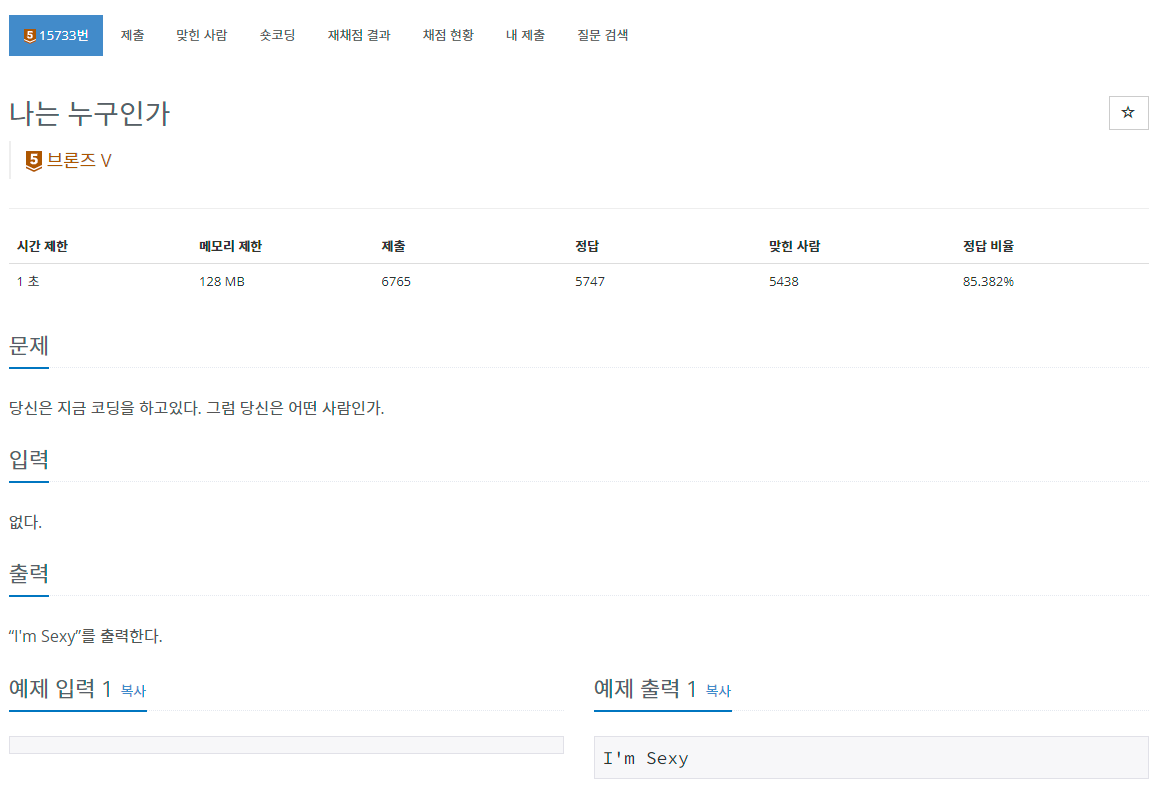 5 15733번 제출 맞힌 사람 숏코딩 재채점 결과 채점 현황 내 제출 질문 검색
나는 누구인가
5 브론즈 V
시간 제한 메모리 제한 제출 정답 맞힌 사람 정답 비율
1 초 128 MB 6765 5747 5438 85.382%
문제
당신은 지금 코딩을 하고있다. 그럼 당신은 어떤 사람인가.
입력
없다.
출력
“I'm Sexy”를 출력한다.
예제 입력 1 복사
예제 출력 1 복사
I'm Sexy